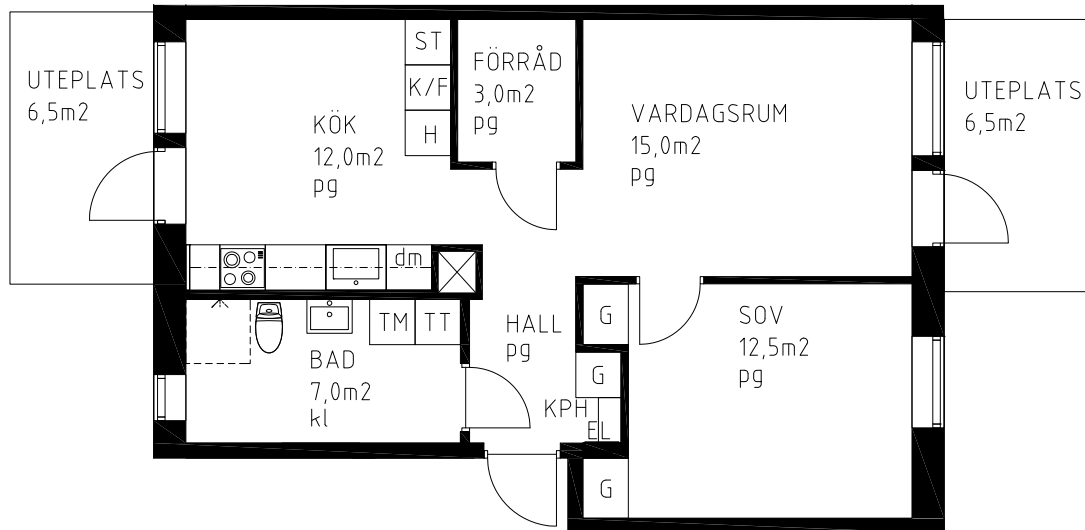 UTEPLATS
6,5m2
KÖK
12,0m2
pg
ST
K/F
H
FÖRRÅD
3,0m2
pg
VARDAGSRUM
15,0m2
pg
UTEPLATS
6,5m2
dm
TM
TT
BAD
7,0m2
kl
HALL
pg
KPH
G
G
EL
G
SOV
12,5m2
pg